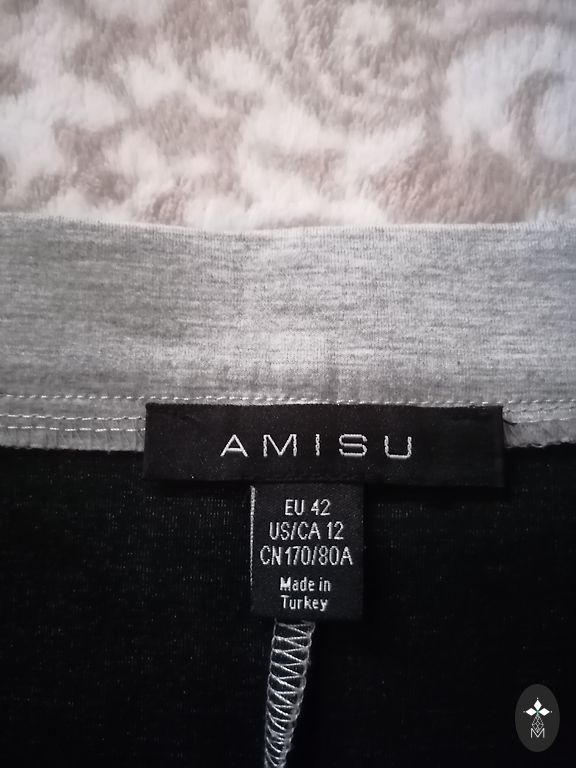 AMISU
EU 42
US/CA 12
CN170/80A
Made in
Turkey
M